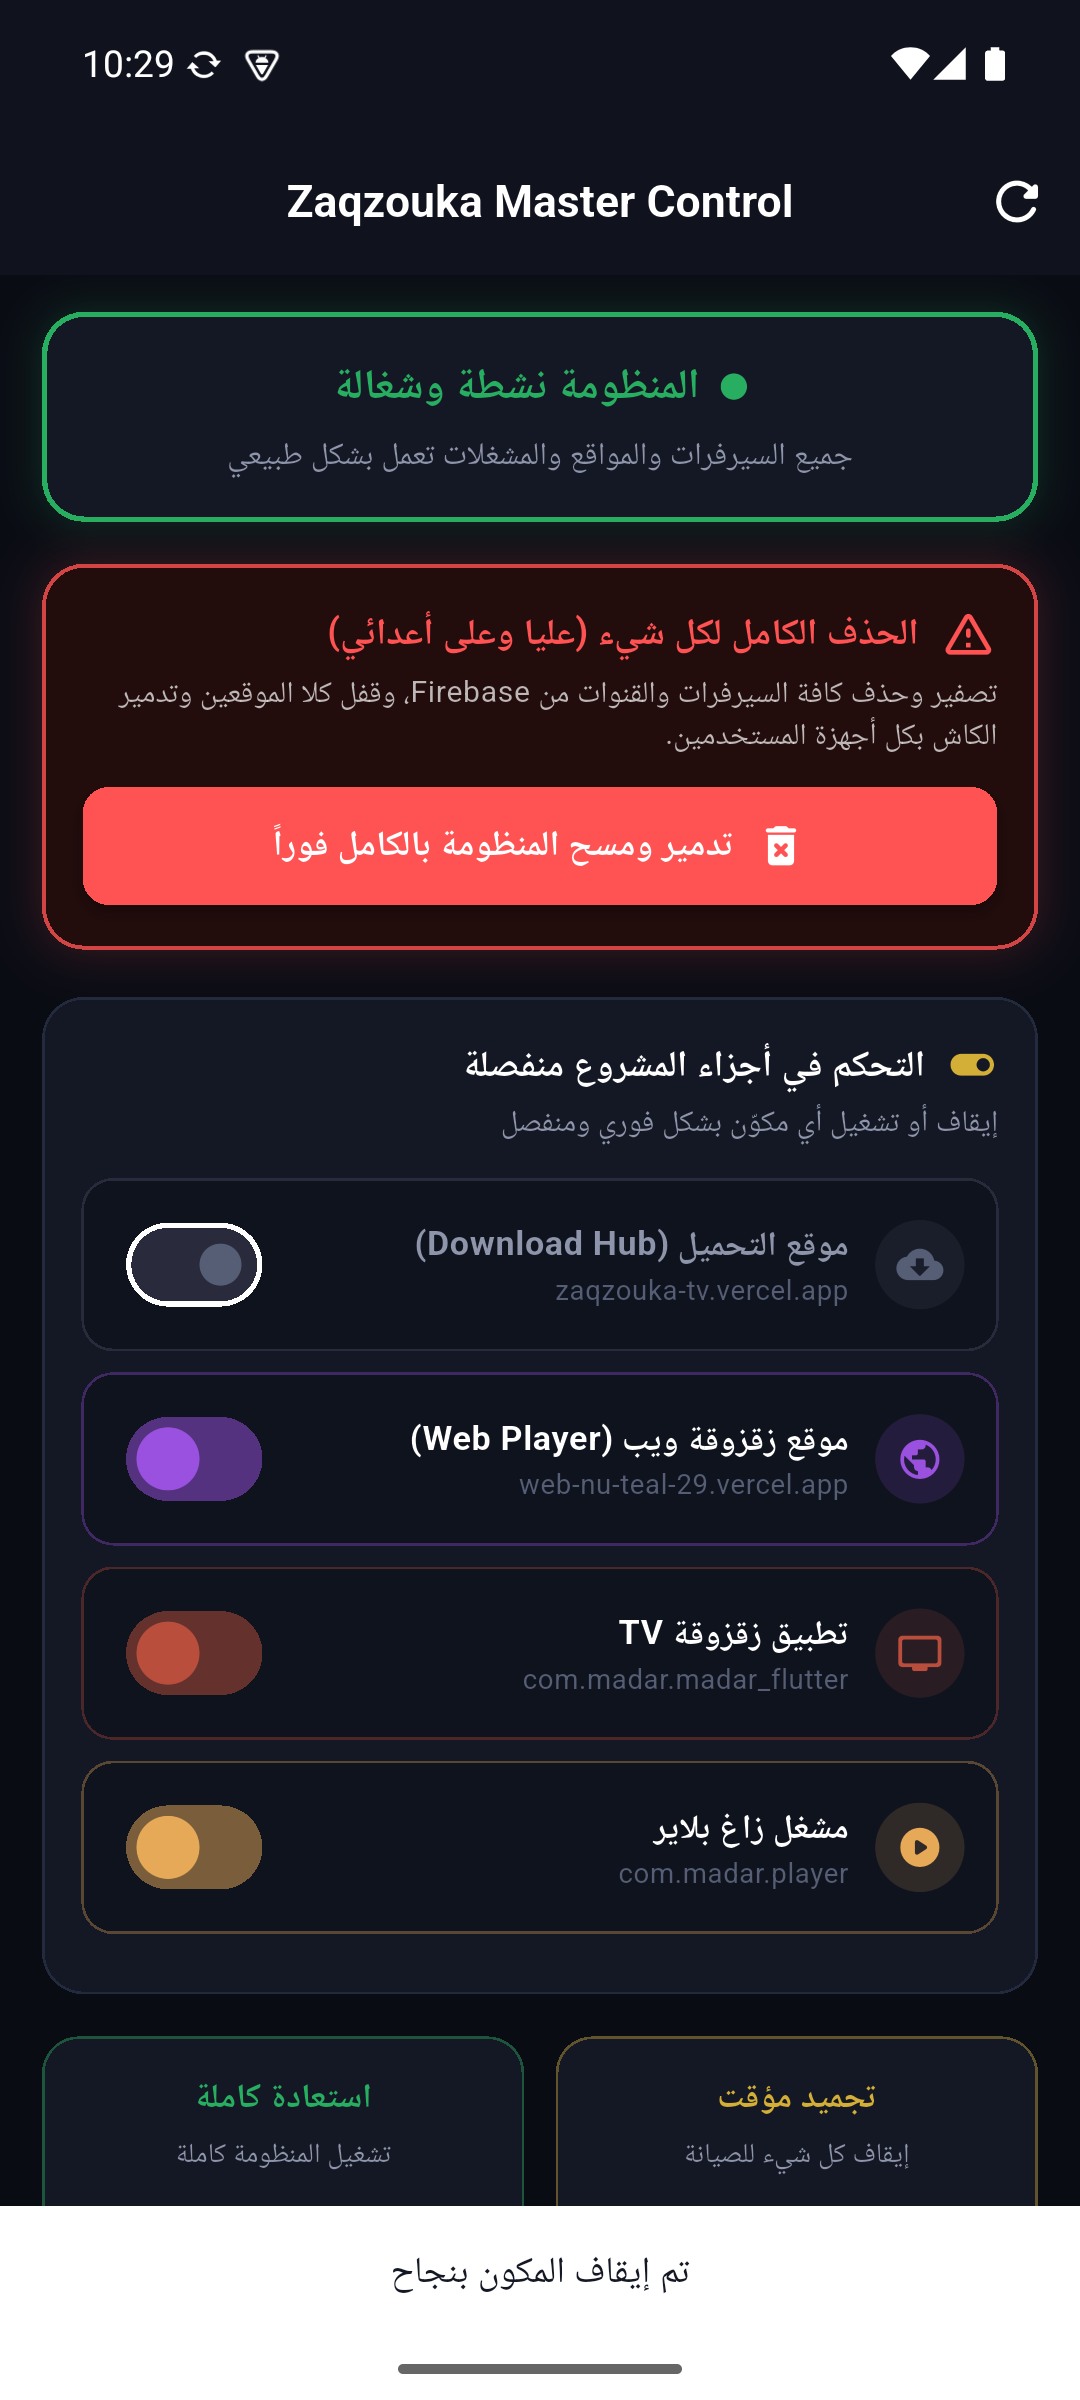 10:29
Zaqzouka Master Control
المنظومة نشطة وشغالة
جميع السيرفرات والمواقع والمشغلات تعمل بشكل طبيعي
الحذف الكامل لكل شيء (عليا وعلى أعدائي)
تصفير وحذف كافة السيرفرات والقنوات من Firebase، وقفل كلا الموقعين وتدمير
الكاش بكل أجهزة المستخدمين.
تدمير ومسح المنظومة بالكامل فوراً
التحكم في أجزاء المشروع منفصلة
إيقاف أو تشغيل أي مكوّن بشكل فوري ومنفصل
موقع التحميل (Download Hub)
zaqzouka-tv.vercel.app
موقع زقزوقة ويب (Web Player)
web-nu-teal-29.vercel.app
تطبيق زقزوقة TV
com.madar.madar_flutter
مشغل زاغ بلاير
com.madar.player
تجميد مؤقت
إيقاف كل شيء للصيانة
استعادة كاملة
تشغيل المنظومة كاملة
تم إيقاف المكون بنجاح